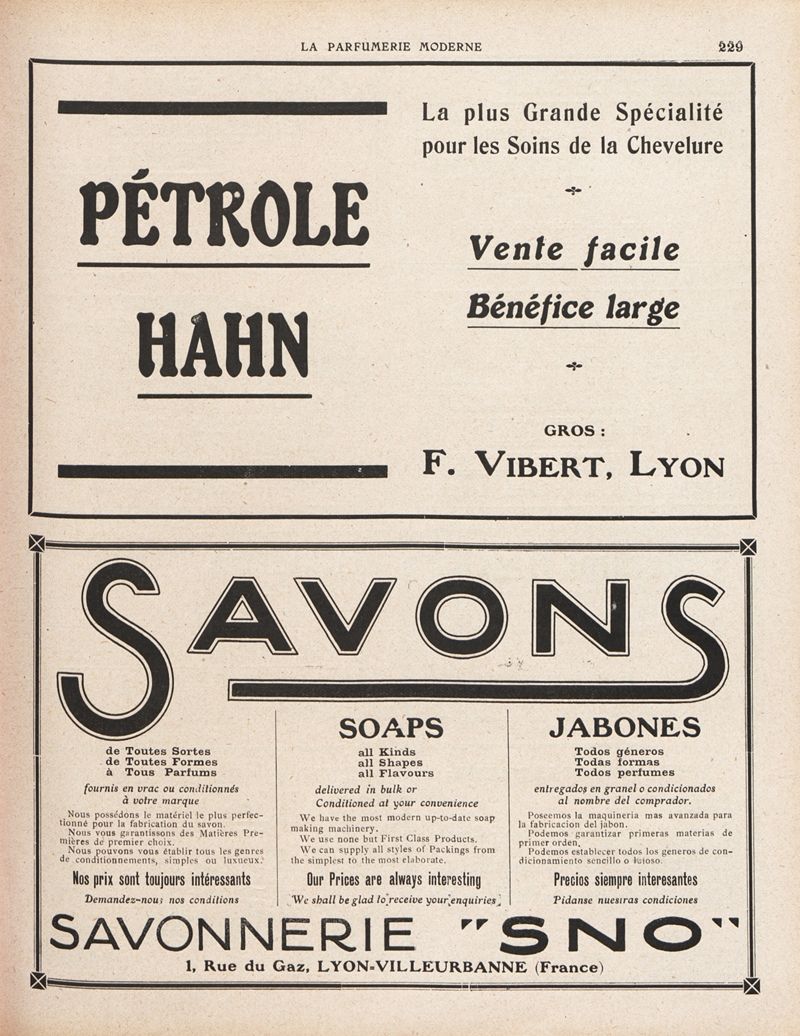 LA PARFUMERIE MODERNE
229
PÉTROLE
HAHN
La plus Grande Spécialité
pour les Soins de la Chevelure
Vente facile
Bénéfice large
GROS :
F. VIBERT, LYON
SAVONS
de Toutes Sortes
de Toutes Formes
à Tous Parfums
fournis en vrac ou conditionnés
à votre marque
Nous possédons le matériel le plus perfec-
tionné pour la fabrication du savon.
Nous vous garantissons des Matières Pre-
mières de premier choix.
Nous pouvons vous établir tous les genres
de conditionnements, simples ou luxueux.
Nos prix sont toujours intéressants
Demandez-nous nos conditions
SOAPS
all Kinds
all Shapes
all Flavours
delivered in bulk or
Conditioned at your convenience
We have the most modern up-to-date soap
making machinery.
We use none but First Class Products.
We can supply all styles of Packings from
the simplest to the most elaborate.
Our Prices are always interesting
We shall be glad to receive your enquiries
JABONES
Todos géneros
Todas formas
Todos perfumes
entregados en granel o condicionados
al nombre del comprador.
Poseemos la maquineria mas avanzada para
la fabricacion del jabon.
Podemos garantizar primeras materias de
primer orden.
Podemos establecer todos los generos de con-
dicionamiento sencillo o lujoso.
Precios siempre interesantes
Pidanse nuestras condiciones
SAVONNERIE "SNO"
1, Rue du Gaz, LYON-VILLEURBANNE (France)